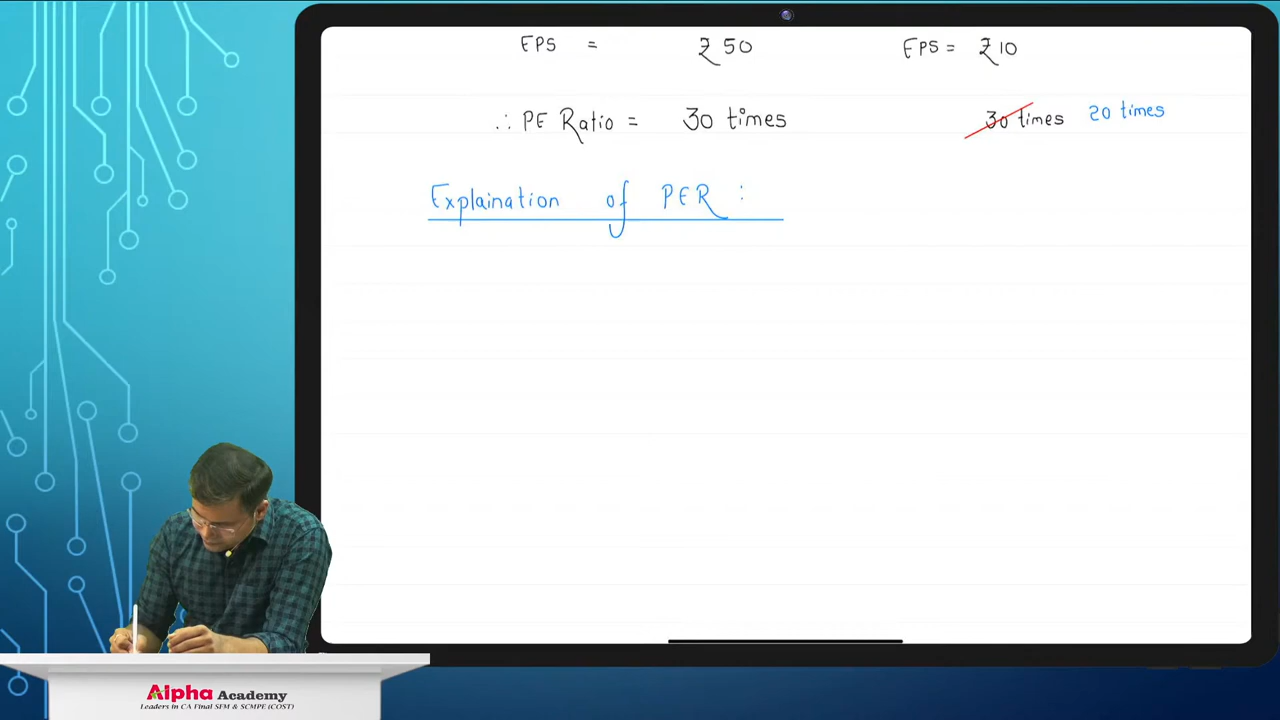 EPS = ₹ 50 EPS = ₹ 10
∴ PE Ratio = 30 times 30 times 20 times
Explaination of PER :
Alpha Academy
Leaders in CA Final SFM & SCMPE (COST)